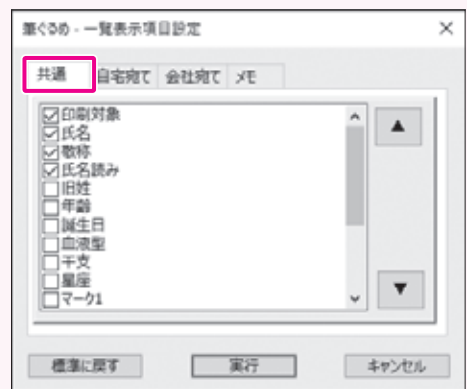 筆ぐるめ - 一覧表示項目設定
共通 自宅宛て 会社宛て メモ
印刷対象
氏名
敬称
氏名読み
旧姓
年齢
誕生日
血液型
干支
星座
マーク1
標準に戻す 実行 キャンセル